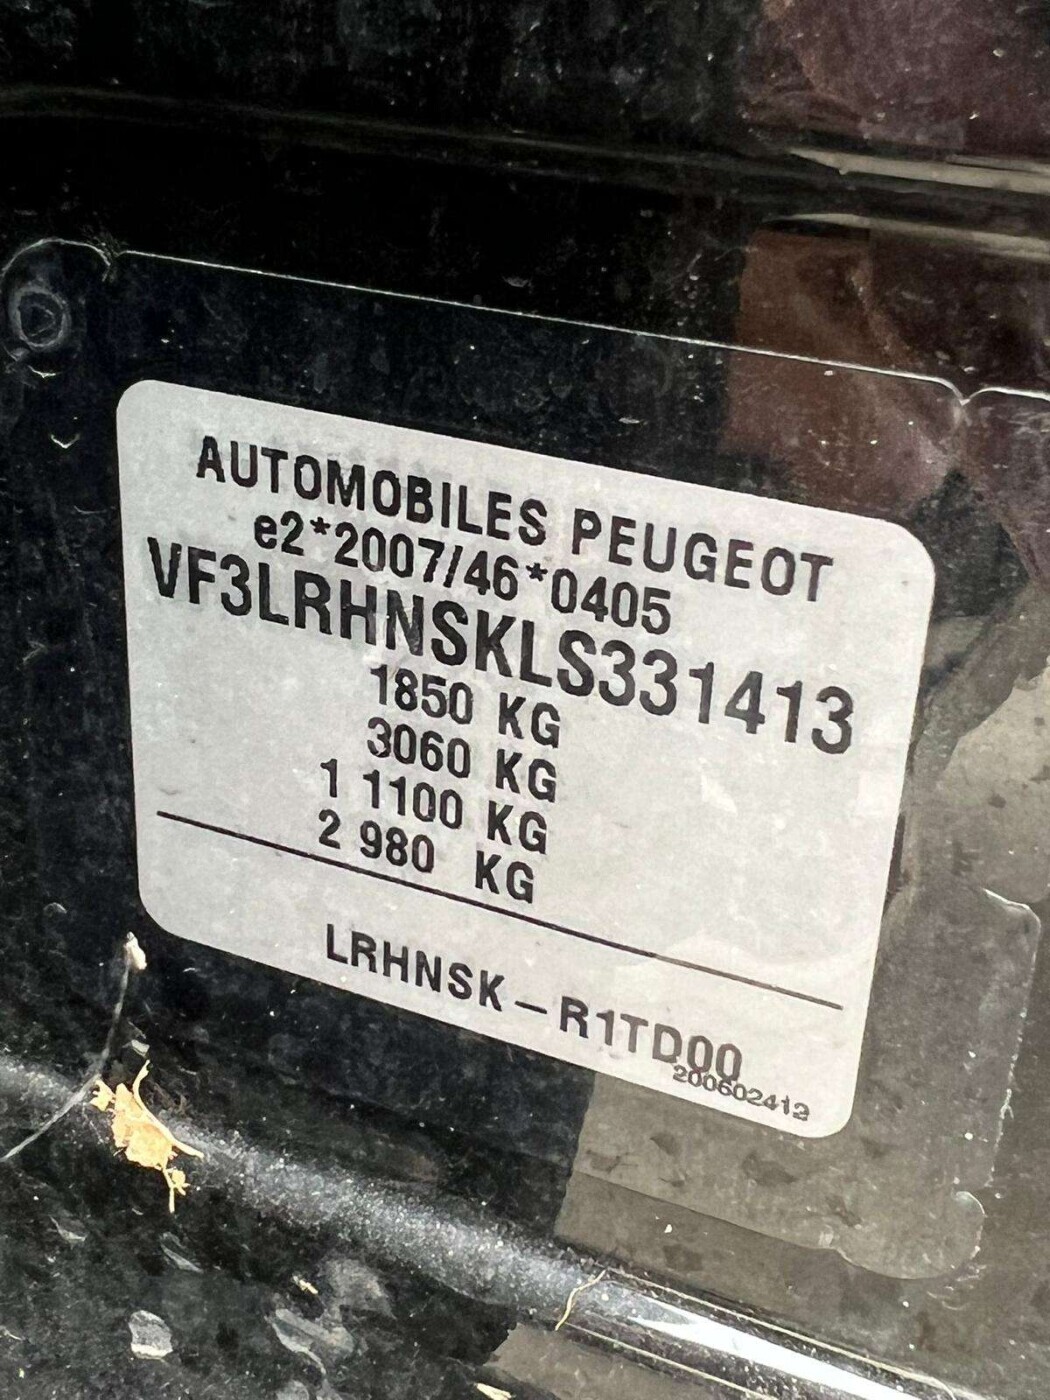 AUTOMOBILES PEUGEOT
e2*2007/46*0405
VF3LRHNSKLS331413
1850 KG
3060 KG
1 1100 KG
2 980 KG
LRHNSK-R1TD00
200602412